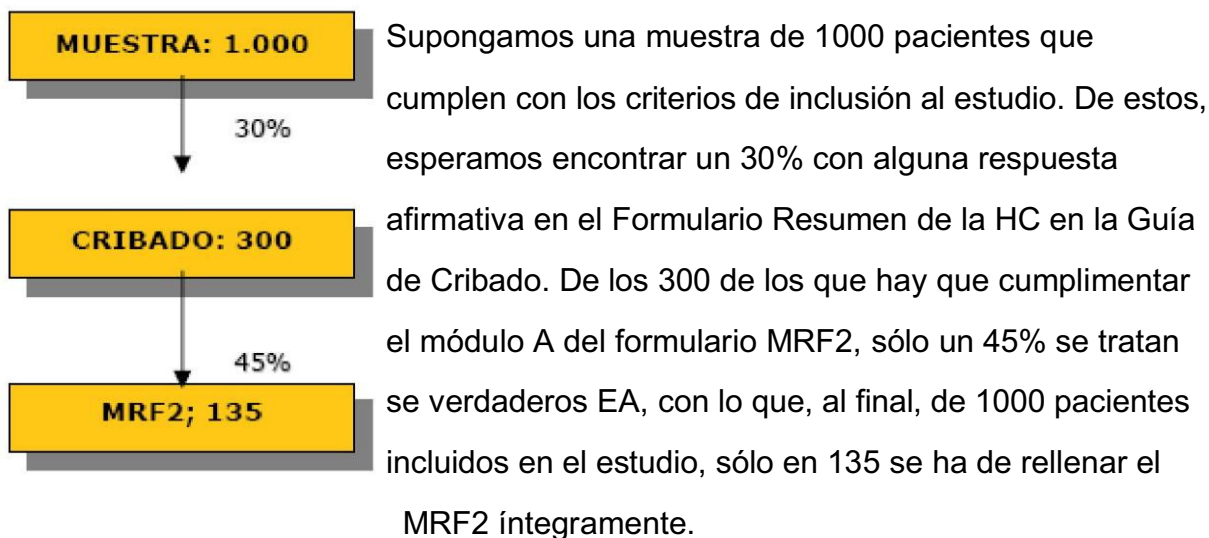 MUESTRA: 1.000
30%
CRIBADO: 300
45%
MRF2; 135
Supongamos una muestra de 1000 pacientes que
cumplen con los criterios de inclusión al estudio. De estos,
esperamos encontrar un 30% con alguna respuesta
afirmativa en el Formulario Resumen de la HC en la Guía
de Cribado. De los 300 de los que hay que cumplimentar
el módulo A del formulario MRF2, sólo un 45% se tratan
se verdaderos EA, con lo que, al final, de 1000 pacientes
incluidos en el estudio, sólo en 135 se ha de rellenar el
MRF2 íntegramente.